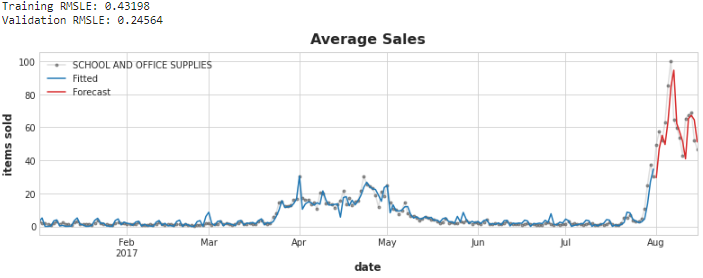 Training RMSLE: 0.43198
Validation RMSLE: 0.24564
Average Sales
SCHOOL AND OFFICE SUPPLIES
Fitted
Forecast
items sold
100
80
60
40
20
0
Feb
2017
Mar
Apr
May
Jun
Jul
Aug
date